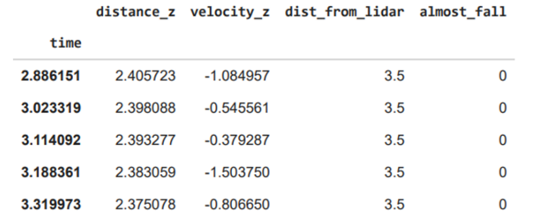 distance_z velocity_z dist_from_lidar almost_fall
time
2.886151 2.405723 -1.084957 3.5 0
3.023319 2.398088 -0.545561 3.5 0
3.114092 2.393277 -0.379287 3.5 0
3.188361 2.383059 -1.503750 3.5 0
3.319973 2.375078 -0.806650 3.5 0